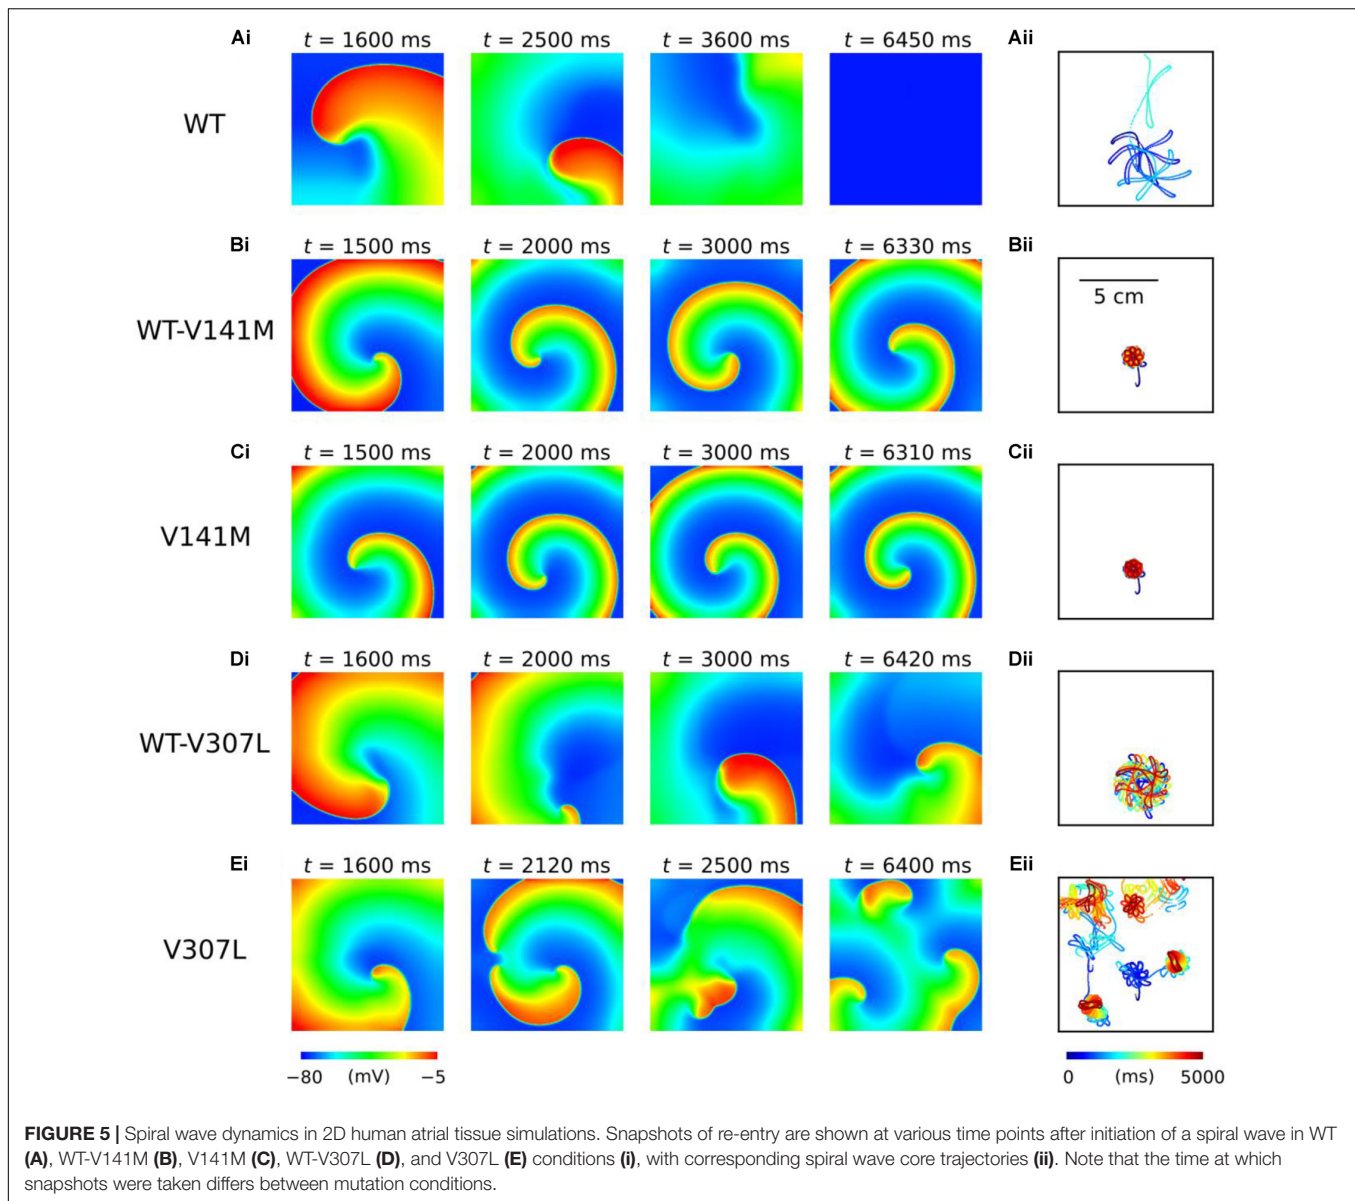 Ai
t = 1600 ms
t = 2500 ms
t = 3600 ms
t = 6450 ms
Aii
WT
Bi
t = 1500 ms
t = 2000 ms
t = 3000 ms
t = 6330 ms
Bii
WT-V141M
5 cm
Ci
t = 1500 ms
t = 2000 ms
t = 3000 ms
t = 6310 ms
Cii
V141M
Di
t = 1600 ms
t = 2000 ms
t = 3000 ms
t = 6420 ms
Dii
WT-V307L
Ei
t = 1600 ms
t = 2120 ms
t = 2500 ms
t = 6400 ms
Eii
V307L
−80 (mV) −5
0 (ms) 5000
FIGURE 5 | Spiral wave dynamics in 2D human atrial tissue simulations. Snapshots of re-entry are shown at various time points after initiation of a spiral wave in WT
(A), WT-V141M (B), V141M (C), WT-V307L (D), and V307L (E) conditions (i), with corresponding spiral wave core trajectories (ii). Note that the time at which
snapshots were taken differs between mutation conditions.